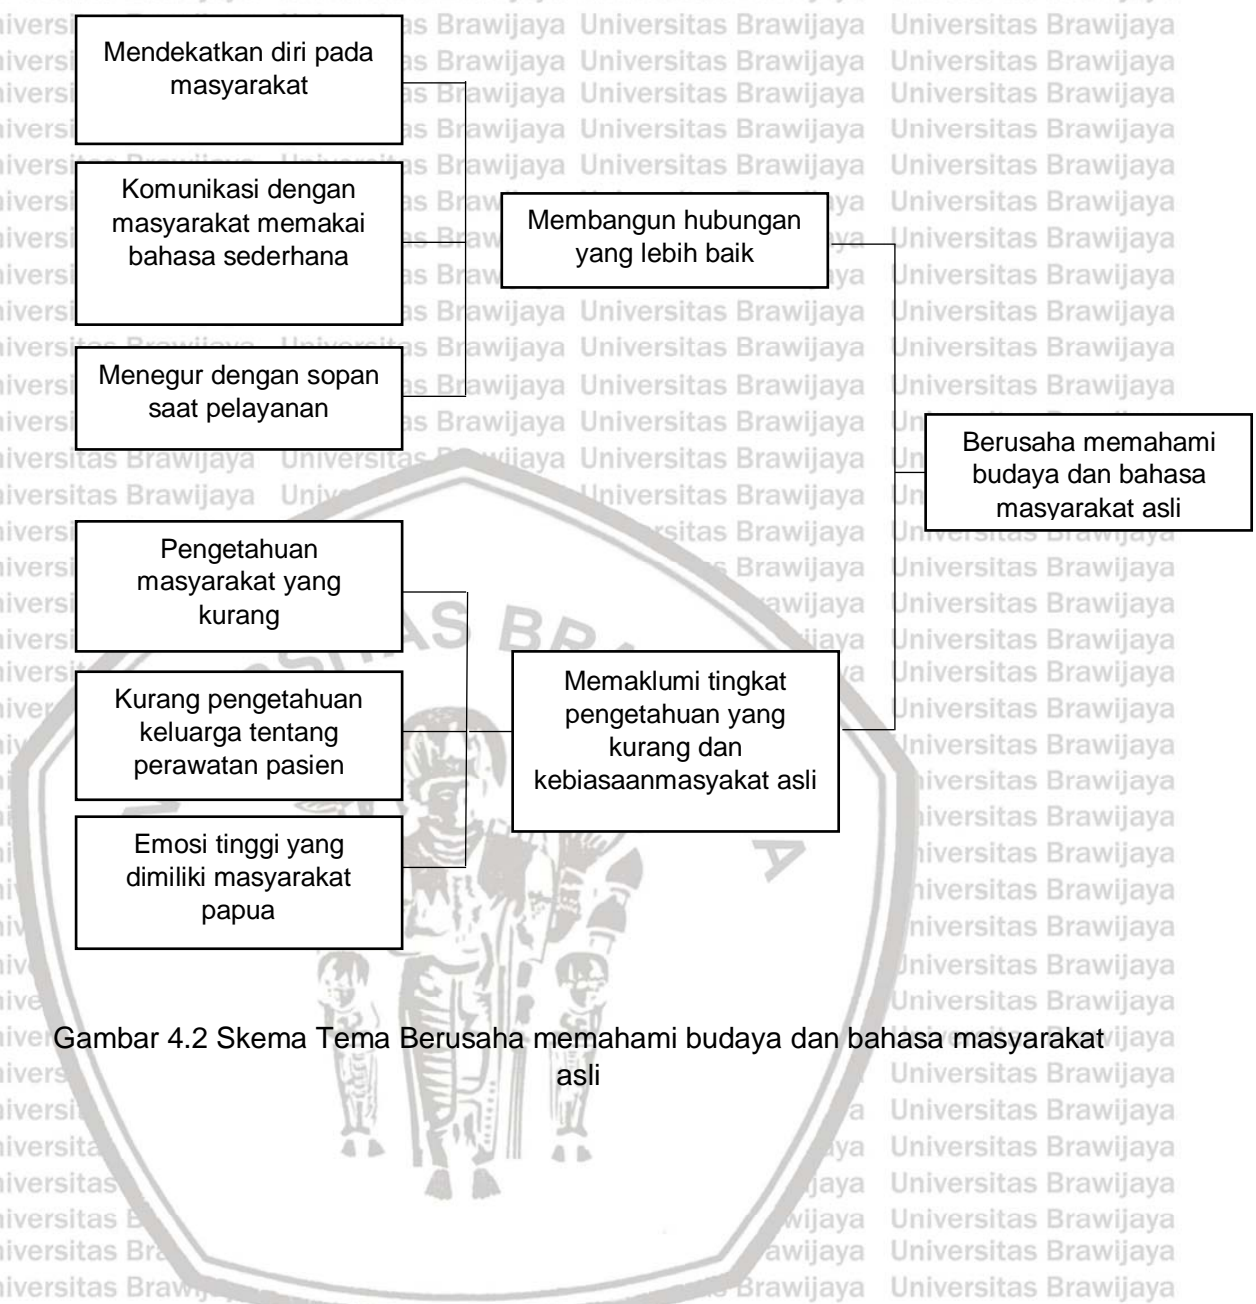 Mendekatkan diri pada
masyarakat
Komunikasi dengan
masyarakat memakai
bahasa sederhana
Menegur dengan sopan
saat pelayanan
Membangun hubungan
yang lebih baik
Berusaha memahami
budaya dan bahasa
masyarakat asli
Pengetahuan
masyarakat yang
kurang
Kurang pengetahuan
keluarga tentang
perawatan pasien
Emosi tinggi yang
dimiliki masyarakat
papua
Memaklumi tingkat
pengetahuan yang
kurang dan
kebiasaanmasyakat asli
Gambar 4.2 Skema Tema Berusaha memahami budaya dan bahasa masyarakat
asli